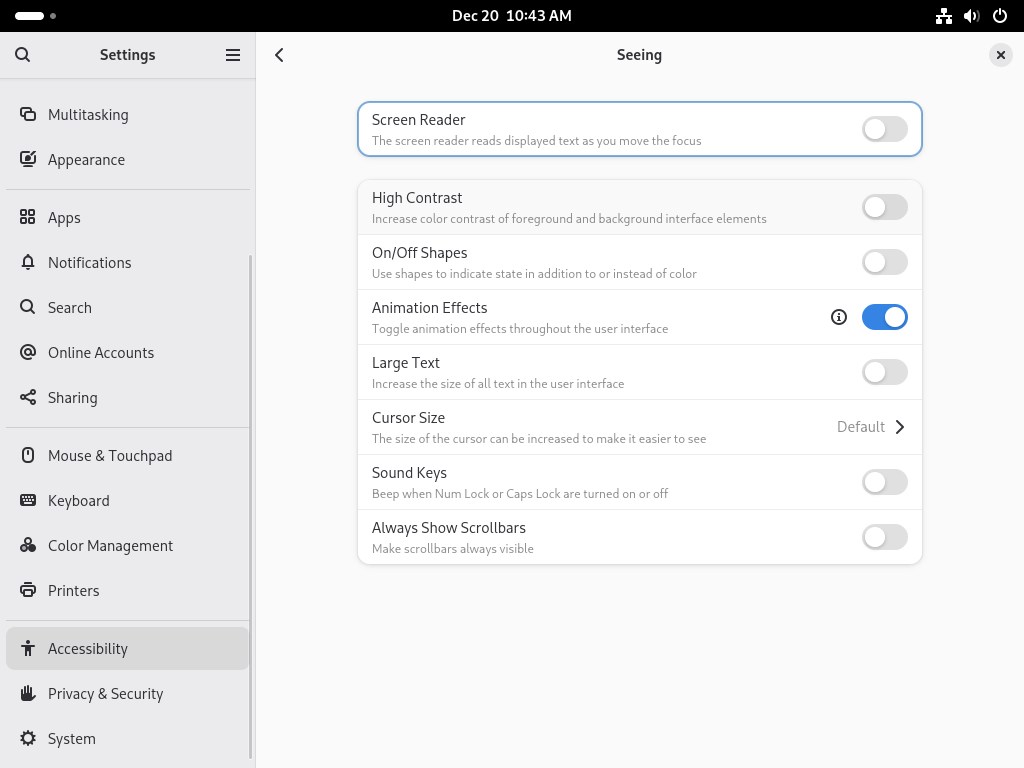 Dec 20 10:43 AM
Settings
Seeing
Multitasking
Appearance
Apps
Notifications
Search
Online Accounts
Sharing
Mouse & Touchpad
Keyboard
Color Management
Printers
Accessibility
Privacy & Security
System
Screen Reader
The screen reader reads displayed text as you move the focus
High Contrast
Increase color contrast of foreground and background interface elements
On/Off Shapes
Use shapes to indicate state in addition to or instead of color
Animation Effects
Toggle animation effects throughout the user interface
Large Text
Increase the size of all text in the user interface
Cursor Size
The size of the cursor can be increased to make it easier to see
Default
Sound Keys
Beep when Num Lock or Caps Lock are turned on or off
Always Show Scrollbars
Make scrollbars always visible